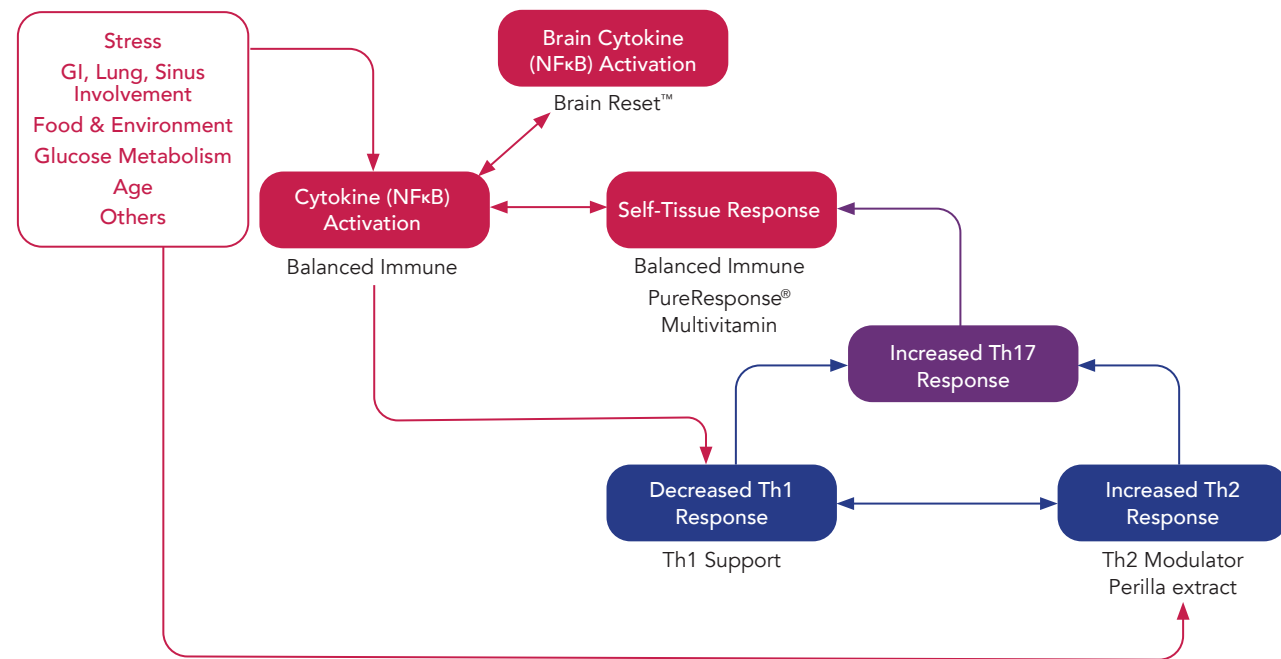 Stress
GI, Lung, Sinus
Involvement
Food & Environment
Glucose Metabolism
Age
Others
Brain Cytokine
(NFκB) Activation
Brain Reset™
Cytokine (NFκB)
Activation
Balanced Immune
Self-Tissue Response
Balanced Immune
PureResponse®
Multivitamin
Increased Th17
Response
Decreased Th1
Response
Th1 Support
Increased Th2
Response
Th2 Modulator
Perilla extract